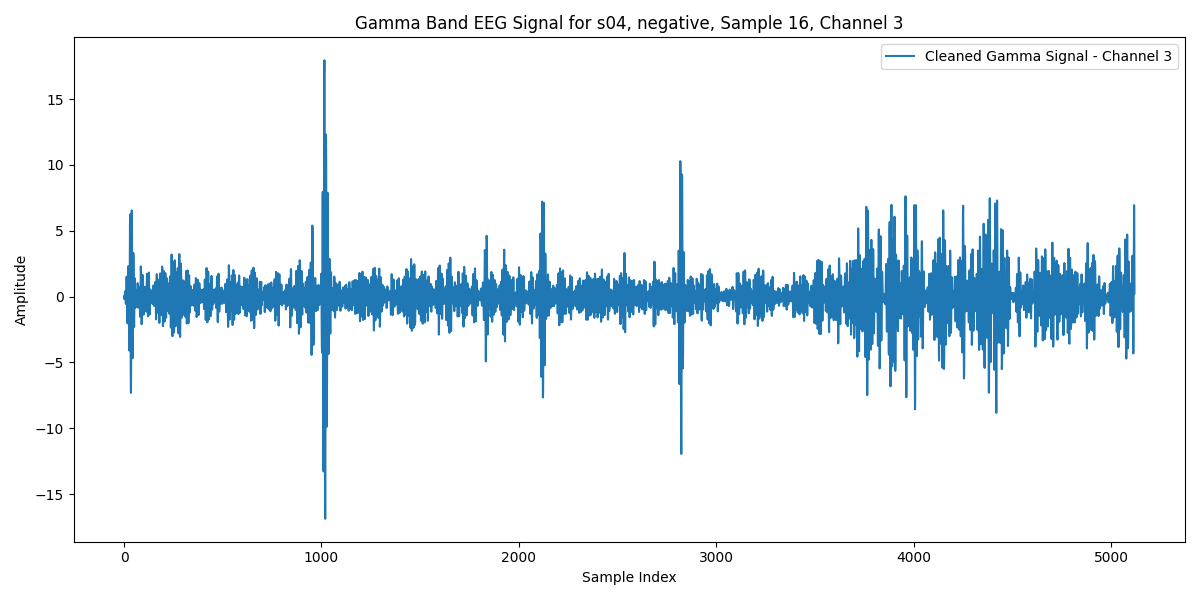 Gamma Band EEG Signal for s04, negative, Sample 16, Channel 3
Cleaned Gamma Signal - Channel 3
Amplitude
15
10
5
0
−5
−10
−15
0 1000 2000 3000 4000 5000
Sample Index